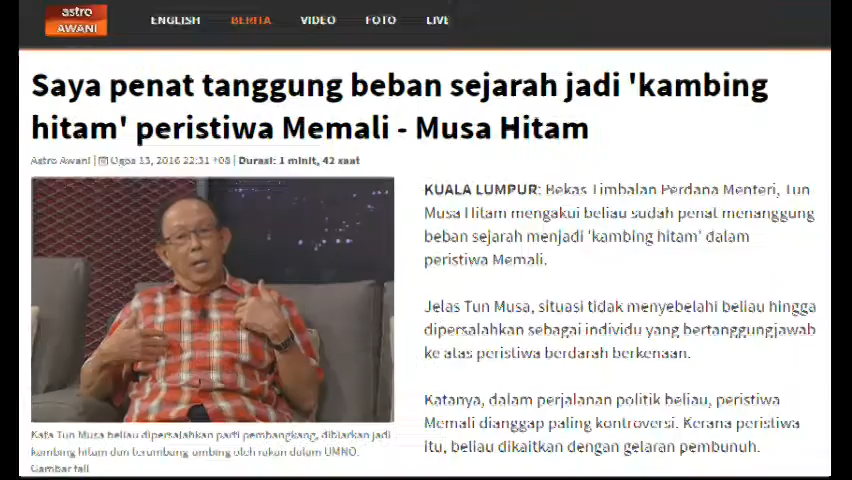 astro
AWANI
ENGLISH BERITA VIDEO FOTO LIVE
Saya penat tanggung beban sejarah jadi 'kambing
hitam' peristiwa Memali - Musa Hitam
Astro Awani | Ogos 13, 2016 22:31 +08 | Durasi: 1 minit, 42 saat
KUALA LUMPUR: Bekas Timbalan Perdana Menteri, Tun
Musa Hitam mengakui beliau sudah penat menanggung
beban sejarah menjadi 'kambing hitam' dalam
peristiwa Memali.
Jelas Tun Musa, situasi tidak menyebelahi beliau hingga
dipersalahkan sebagai individu yang bertanggungjawab
ke atas peristiwa berdarah berkenaan.
Katanya, dalam perjalanan politik beliau, peristiwa
Memali dianggap paling kontroversi. Kerana peristiwa
itu, beliau dikaitkan dengan gelaran pembunuh.
Kata Tun Musa beliau dipersalahkan parti pembangkang, dibiarkan jadi
kambing hitam dan terumbang ambing oleh rakan dalam UMNO.
Gambar fail